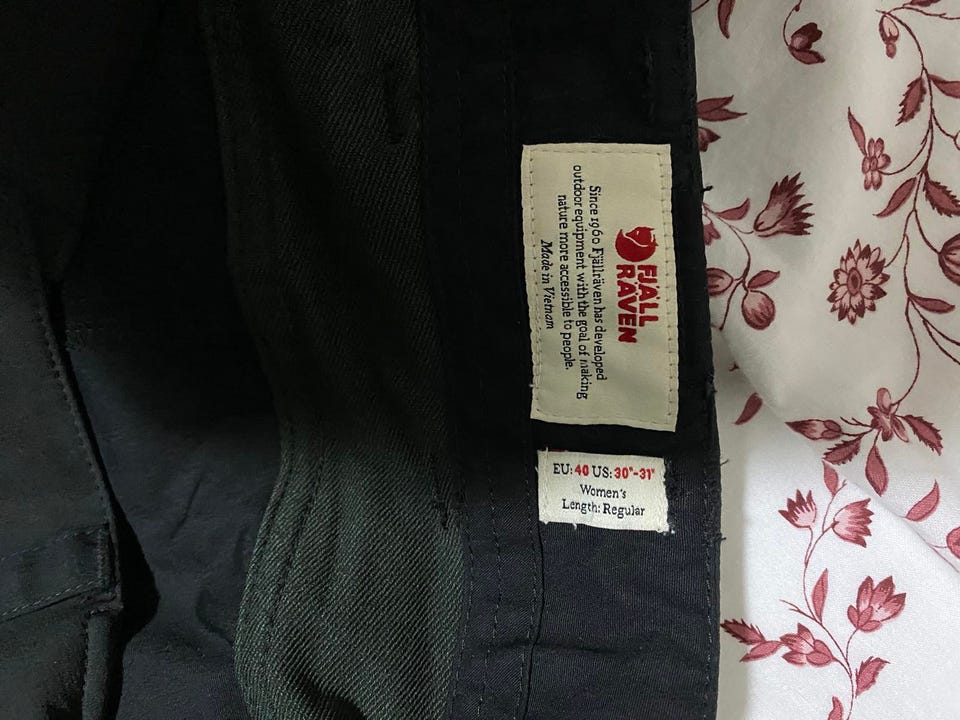 FJÄLL
RÄVEN
Since 1960 Fjällräven has developed
outdoor equipment with the goal of making
nature more accessible to people.
Made in Vietnam
EU: 40 US: 30"-31"
Women's
Length: Regular